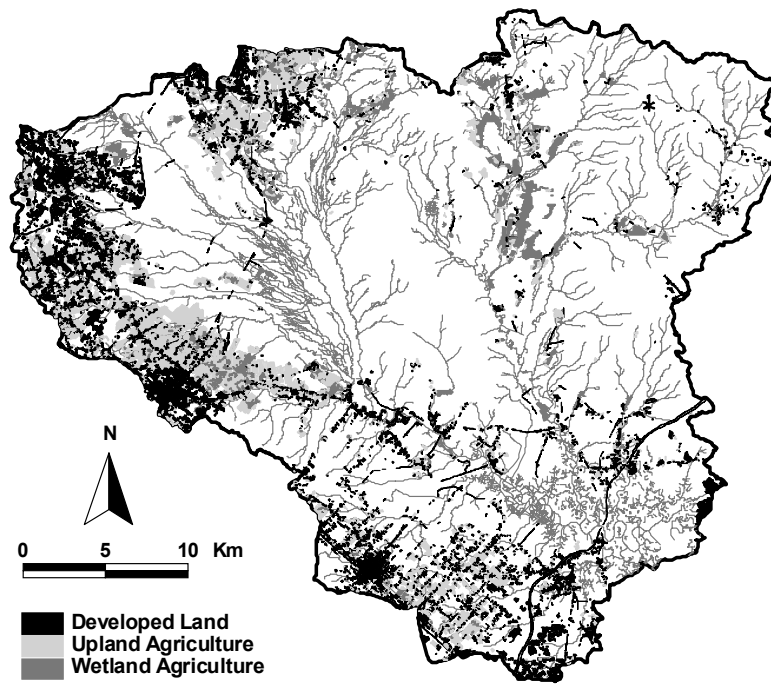 N
0 5 10 Km
Developed Land
Upland Agriculture
Wetland Agriculture